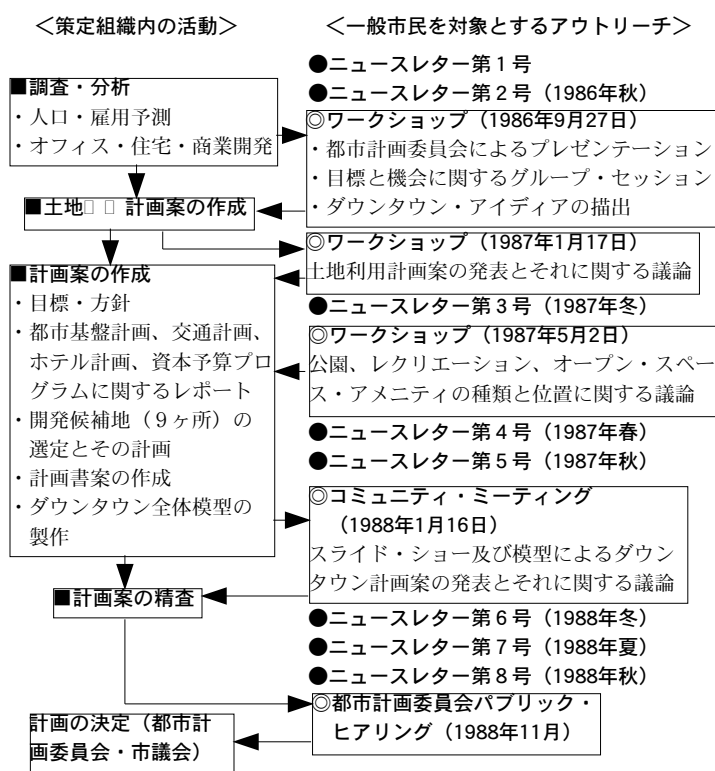 ＜策定組織内の活動＞
＜一般市民を対象とするアウトリーチ＞
■調査・分析
・人口・雇用予測
・オフィス・住宅・商業開発
■土地□□計画案の作成
■計画案の作成
・目標・方針
・都市基盤計画、交通計画、
ホテル計画、資本予算プロ
グラムに関するレポート
・開発候補地（９ヶ所）の
選定とその計画
・計画書案の作成
・ダウンタウン全体模型の
製作
■計画案の精査
計画の決定（都市計
画委員会・市議会）
●ニュースレター第１号
●ニュースレター第２号（1986年秋）
◎ワークショップ（1986年9月27日）
・都市計画委員会によるプレゼンテーション
・目標と機会に関するグループ・セッション
・ダウンタウン・アイディアの描出
◎ワークショップ（1987年1月17日）
土地利用計画案の発表とそれに関する議論
●ニュースレター第３号（1987年冬）
◎ワークショップ（1987年5月2日）
公園、レクリエーション、オープン・スペー
ス・アメニティの種類と位置に関する議論
●ニュースレター第４号（1987年春）
●ニュースレター第５号（1987年秋）
◎コミュニティ・ミーティング
（1988年1月16日）
スライド・ショー及び模型によるダウン
タウン計画案の発表とそれに関する議論
●ニュースレター第６号（1988年冬）
●ニュースレター第７号（1988年夏）
●ニュースレター第８号（1988年秋）
◎都市計画委員会パブリック・
ヒアリング（1988年11月）